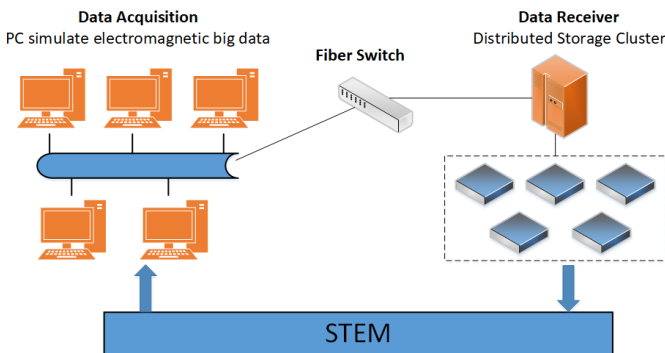 Data Acquisition
PC simulate electromagnetic big data
Fiber Switch
Data Receiver
Distributed Storage Cluster
STEM